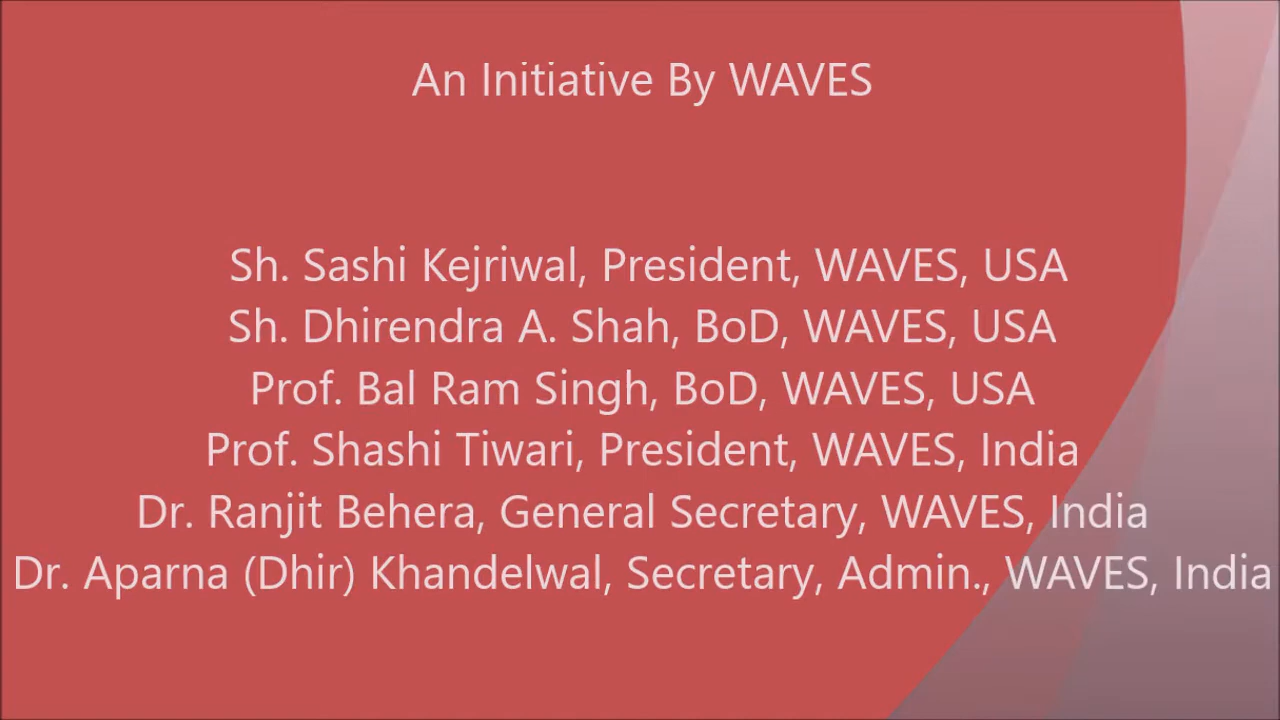 An Initiative By WAVES
Sh. Sashi Kejriwal, President, WAVES, USA
Sh. Dhirendra A. Shah, BoD, WAVES, USA
Prof. Bal Ram Singh, BoD, WAVES, USA
Prof. Shashi Tiwari, President, WAVES, India
Dr. Ranjit Behera, General Secretary, WAVES, India
Dr. Aparna (Dhir) Khandelwal, Secretary, Admin., WAVES, India